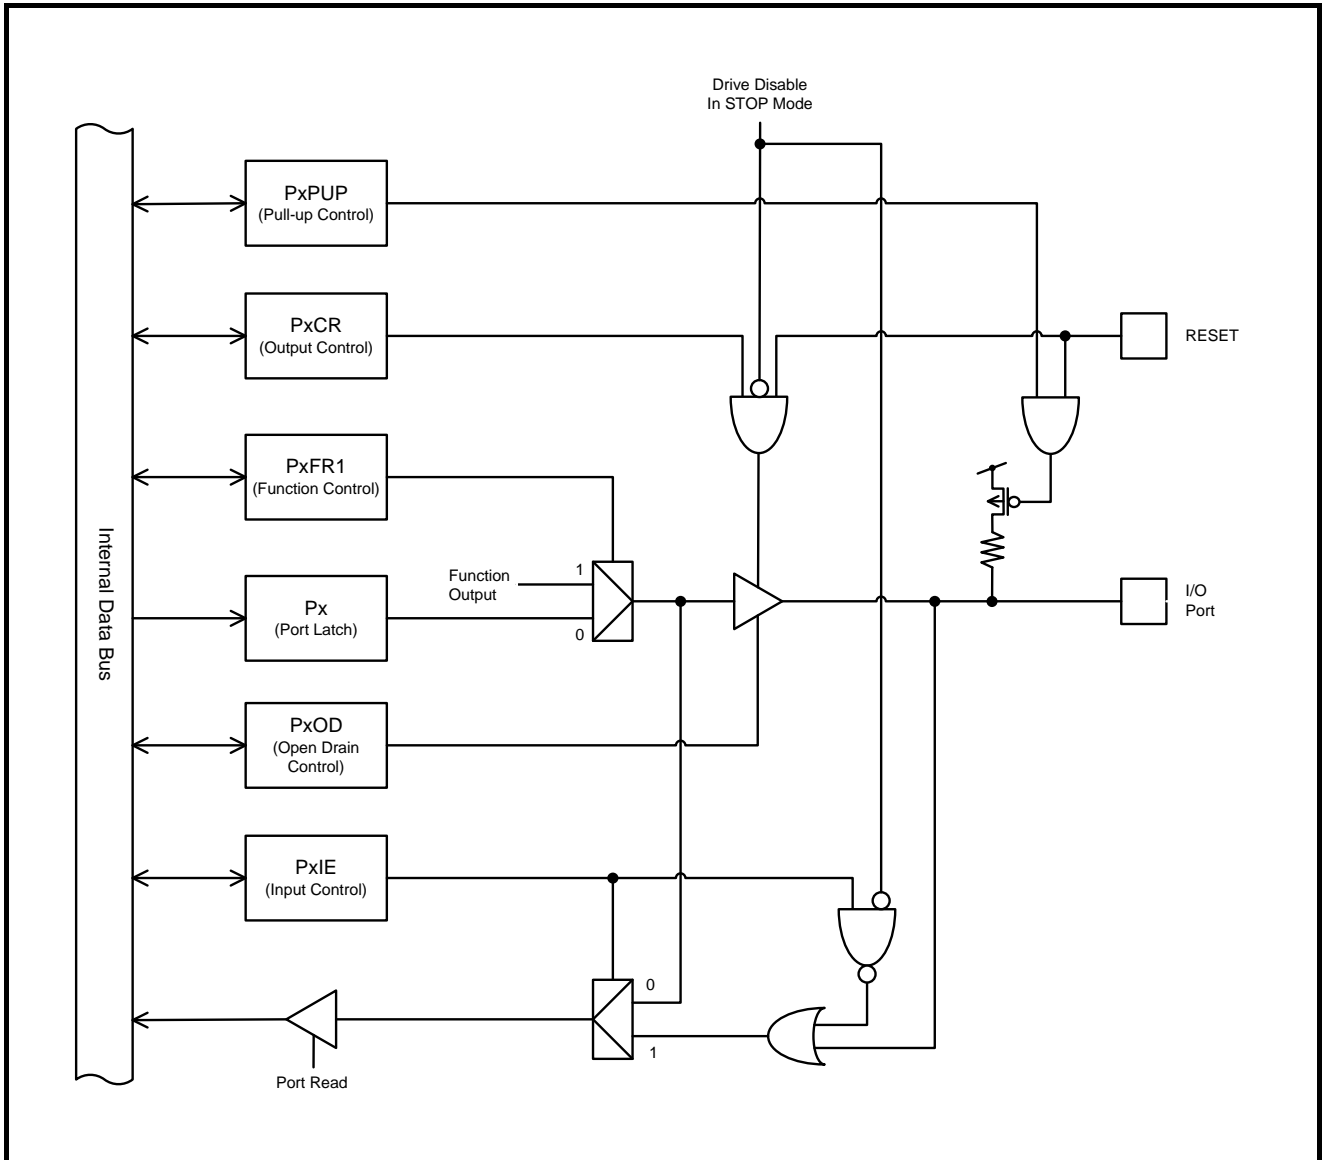 Drive Disable
In STOP Mode
PxPUP
(Pull-up Control)
PxCR
(Output Control)
RESET
PxFR1
(Function Control)
1
Function
Output
0
Px
(Port Latch)
I/O
Port
Internal Data Bus
PxOD
(Open Drain
Control)
PxIE
(Input Control)
0
1
Port Read